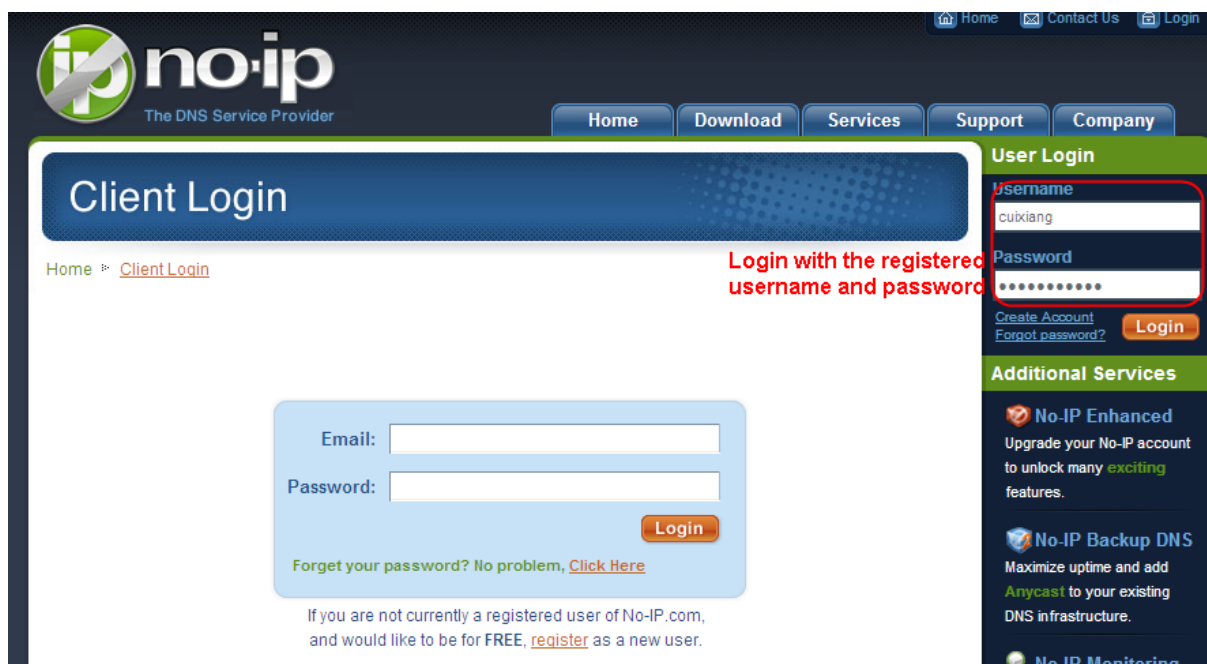 Home Contact Us Login
no·ip
The DNS Service Provider
Home Download Services Support Company
Client Login
Home Client Login
Login with the registered
username and password
Email:
Password:
Login
Forget your password? No problem, Click Here
If you are not currently a registered user of No-IP.com,
and would like to be for FREE, register as a new user.
User Login
Username
cuixiang
Password
•••••••••••
Create Account
Forgot password?
Login
Additional Services
No-IP Enhanced
Upgrade your No-IP account
to unlock many exciting
features.
No-IP Backup DNS
Maximize uptime and add
Anycast to your existing
DNS infrastructure.
No-IP Monitoring